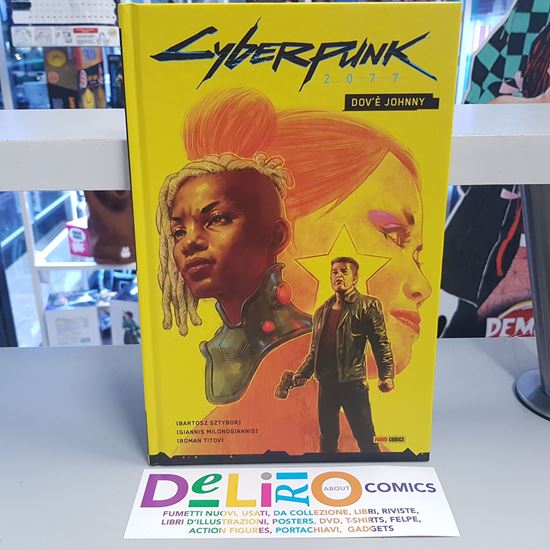 CYBERPUNK
2077
DOV'È JOHNNY
[BARTOSZ SZTYBOR]
[GIANNIS MILONOGIANNIS]
[ROMAN TITOV]
PANINI COMICS
DELIRIO ABOUT COMICS
FUMETTI NUOVI, USATI, DA COLLEZIONE, LIBRI, RIVISTE,
LIBRI D'ILLUSTRAZIONI, POSTERS, DVD, T-SHIRTS, FELPE,
ACTION FIGURES, PORTACHIAVI, GADGETS
DEM